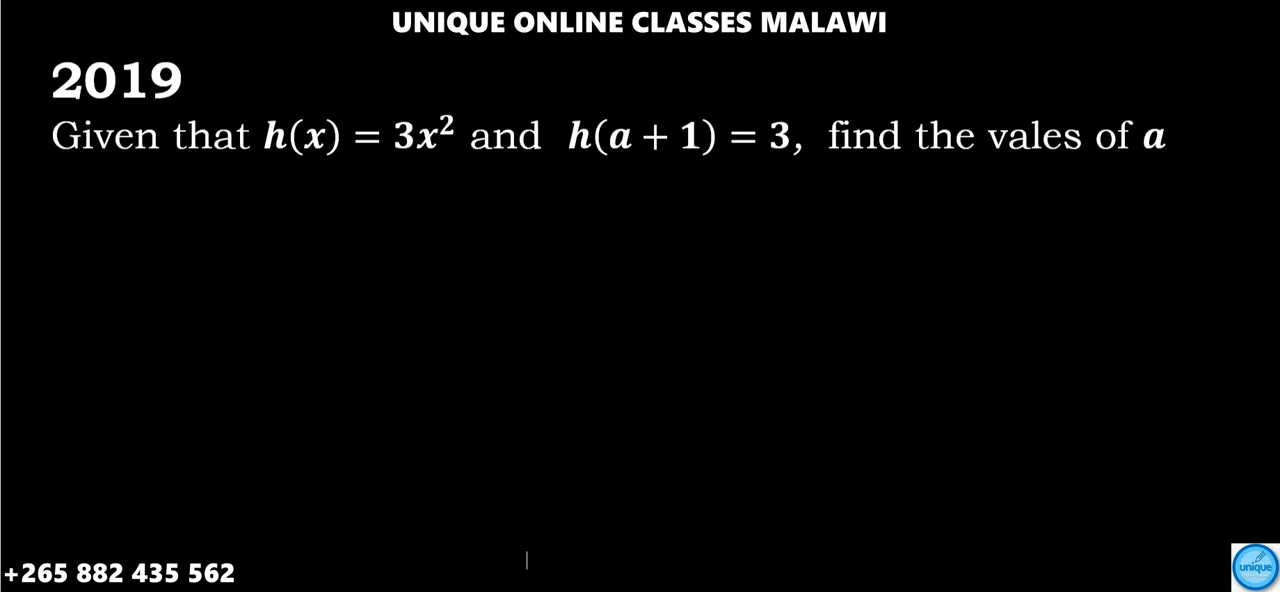 UNIQUE ONLINE CLASSES MALAWI
2019
Given that h(x) = 3x² and h(a + 1) = 3, find the vales of a
+265 882 435 562
unique